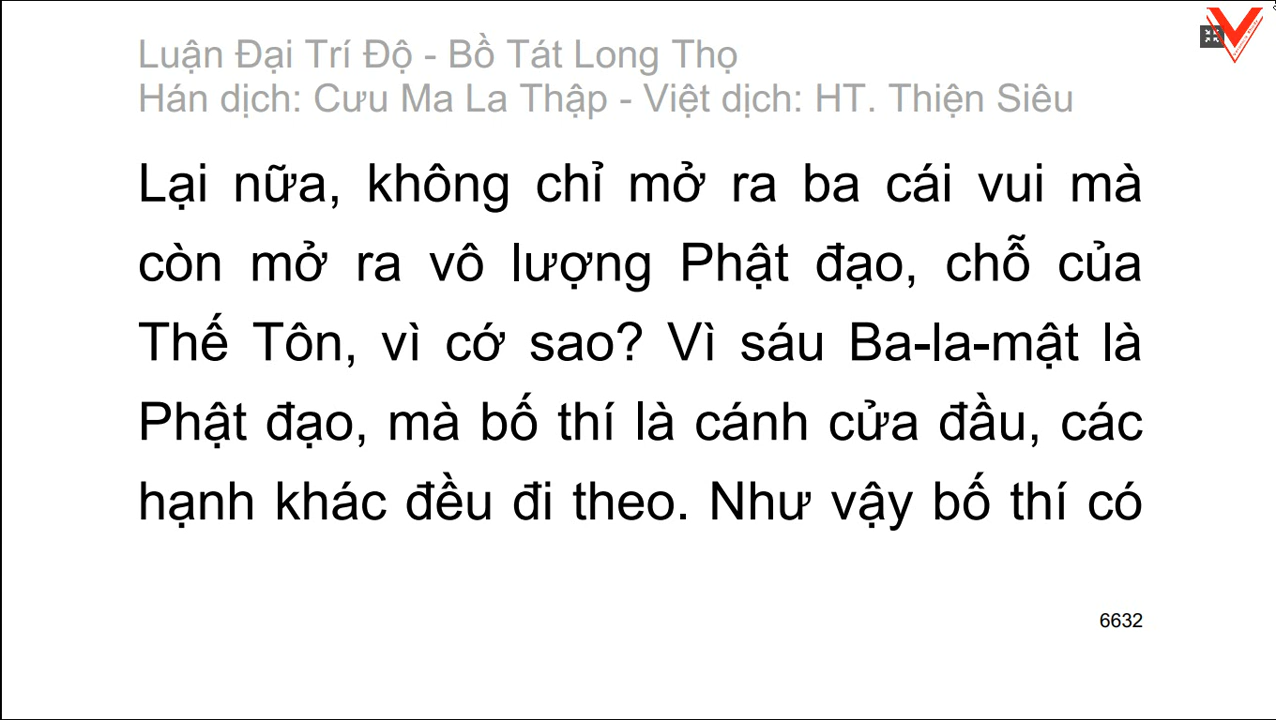 Luận Đại Trí Độ - Bồ Tát Long Thọ
Hán dịch: Cưu Ma La Thập - Việt dịch: HT. Thiện Siêu
Lại nữa, không chỉ mở ra ba cái vui mà
còn mở ra vô lượng Phật đạo, chỗ của
Thế Tôn, vì cớ sao? Vì sáu Ba-la-mật là
Phật đạo, mà bố thí là cánh cửa đầu, các
hạnh khác đều đi theo. Như vậy bố thí có
6632